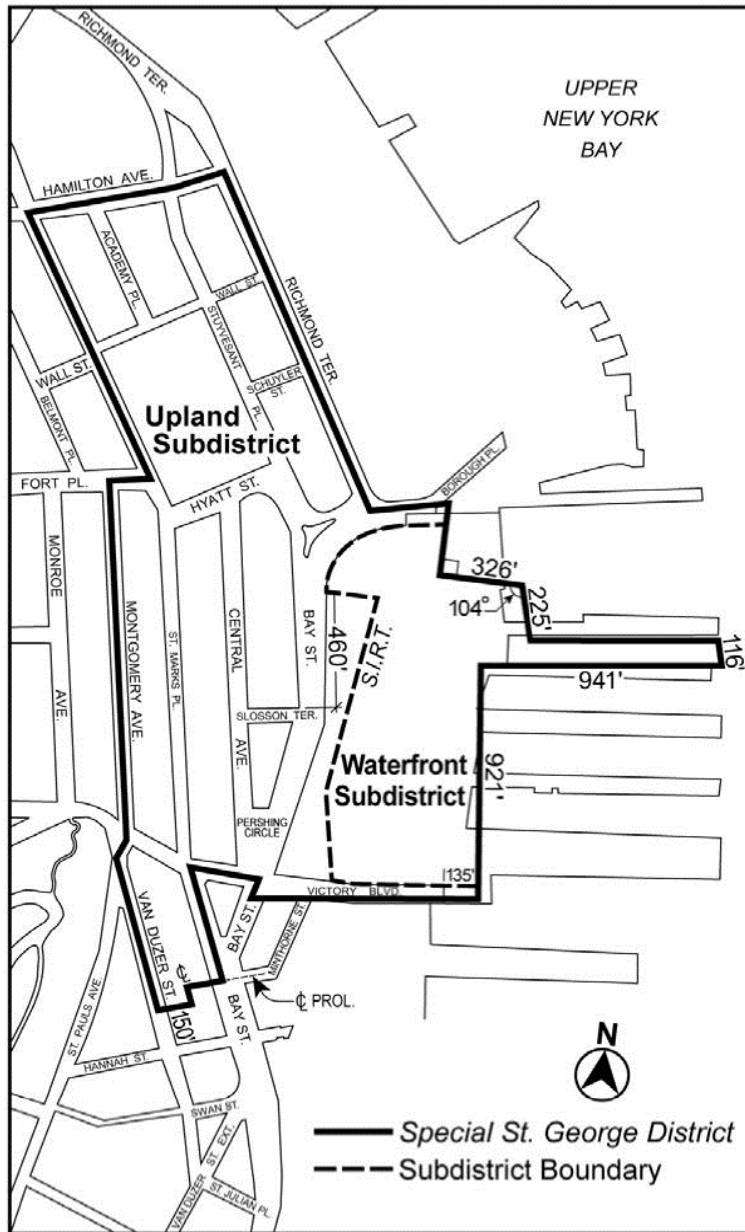 RICHMOND TER.
UPPER
NEW YORK
BAY
HAMILTON AVE.
ACADEMY PL.
WALL ST.
RICHMOND TER.
STUYVESANT
PL.
SCHUYLER
ST.
WALL ST.
BELMONT PL.
Upland
Subdistrict
BOROUGH PL.
FORT PL.
HYATT ST.
MONROE
AVE.
MONTGOMERY AVE.
ST. MARKS PL.
CENTRAL
AVE.
BAY ST.
460'
S.I.R.T.
326'
104°
225'
116'
941'
SLOSSON TER.
Waterfront
Subdistrict
921'
PERSHING
CIRCLE
135'
VICTORY BLVD.
VAN DUZER ST.
BAY ST.
MINTHORNE ST.
℄ PROL.
150'
BAY ST.
ST. PAULS AVE.
HANNAH ST.
SWAN ST.
VAN DUZER ST EXT.
ST. JULIAN PL.
N
Special St. George District
Subdistrict Boundary